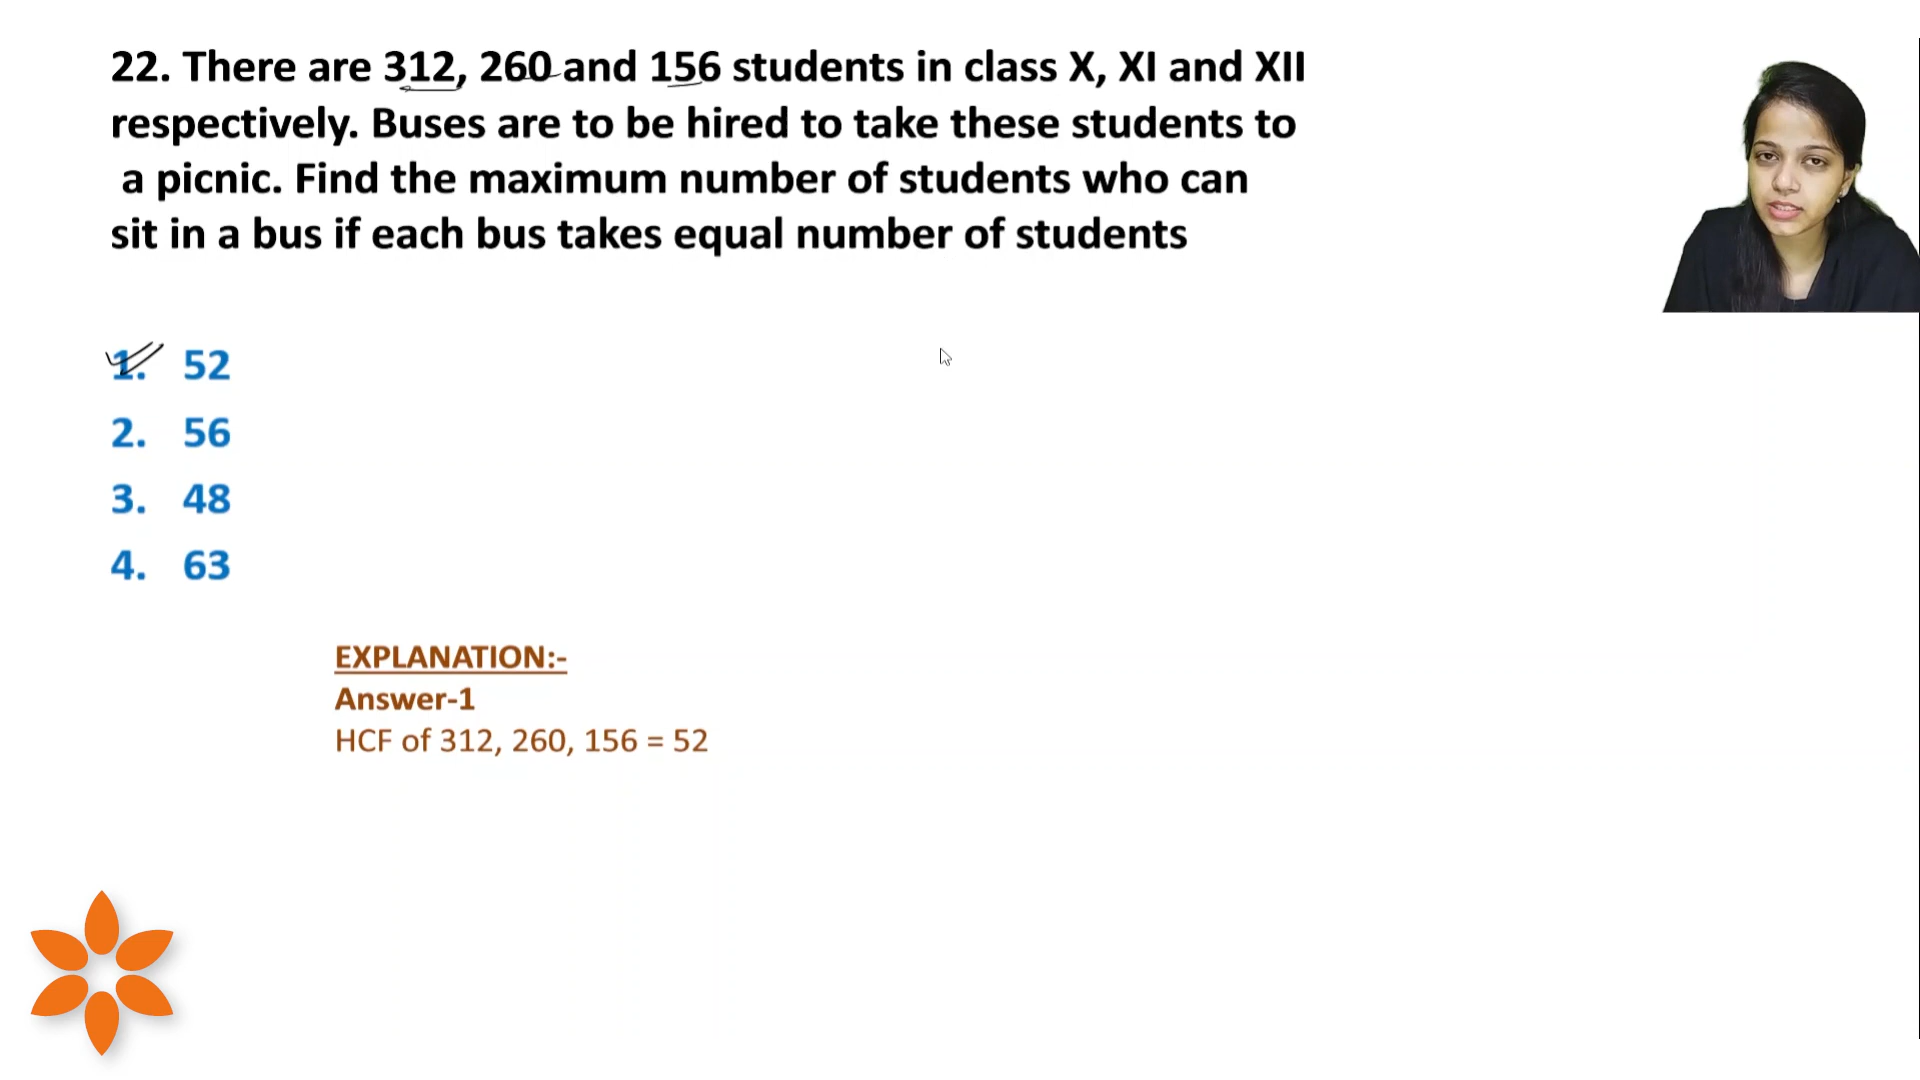 22. There are 312, 260 and 156 students in class X, XI and XII
respectively. Buses are to be hired to take these students to
a picnic. Find the maximum number of students who can
sit in a bus if each bus takes equal number of students
1. 52
2. 56
3. 48
4. 63
EXPLANATION:-
Answer-1
HCF of 312, 260, 156 = 52